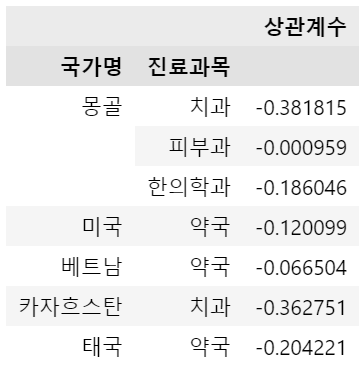 상관계수
국가명 진료과목
몽골 치과 -0.381815
피부과 -0.000959
한의학과 -0.186046
미국 약국 -0.120099
베트남 약국 -0.066504
카자흐스탄 치과 -0.362751
태국 약국 -0.204221